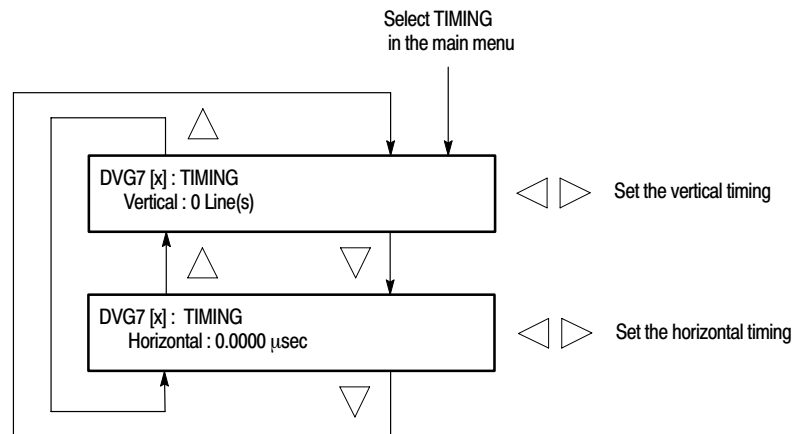 Select TIMING
in the main menu
DVG7 [x] : TIMING
Vertical : 0 Line(s)
Set the vertical timing
DVG7 [x] : TIMING
Horizontal : 0.0000 μsec
Set the horizontal timing